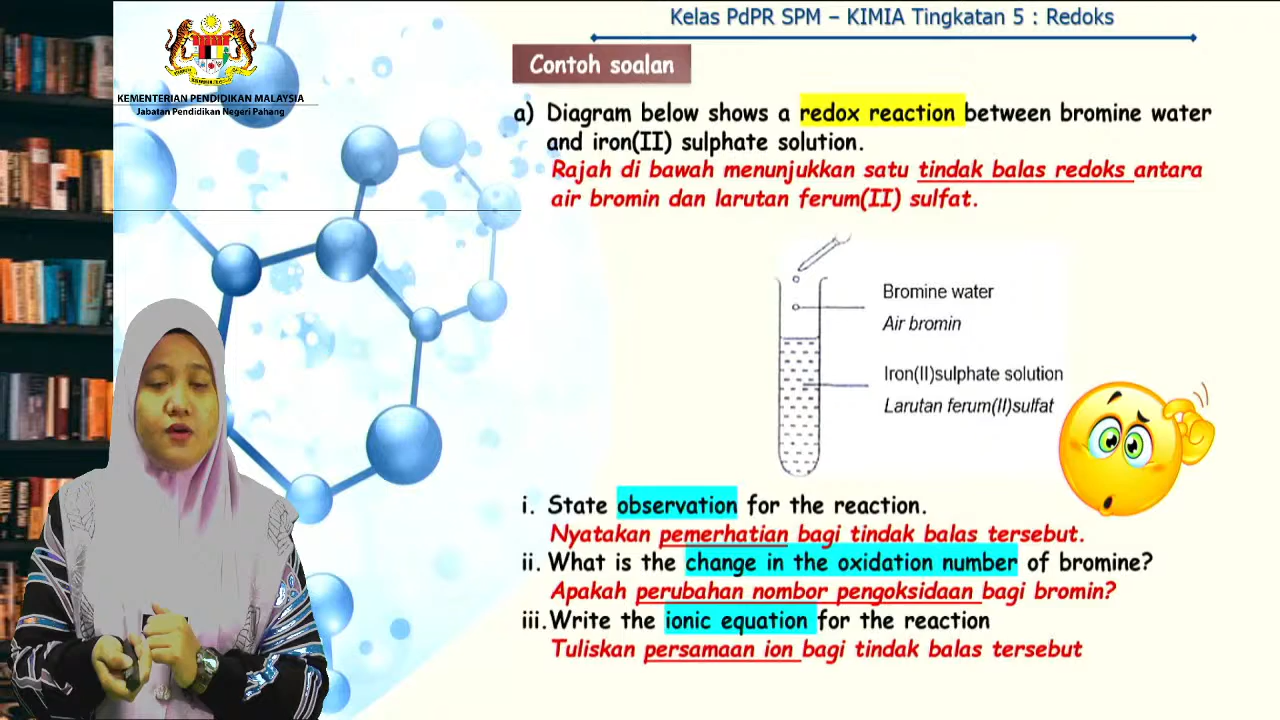 Kelas PdPR SPM – KIMIA Tingkatan 5 : Redoks
KEMENTERIAN PENDIDIKAN MALAYSIA
Jabatan Pendidikan Negeri Pahang
Contoh soalan
a) Diagram below shows a redox reaction between bromine water
and iron(II) sulphate solution.
Rajah di bawah menunjukkan satu tindak balas redoks antara
air bromin dan larutan ferum(II) sulfat.
Bromine water
Air bromin
Iron(II)sulphate solution
Larutan ferum(II)sulfat
i. State observation for the reaction.
Nyatakan pemerhatian bagi tindak balas tersebut.
ii. What is the change in the oxidation number of bromine?
Apakah perubahan nombor pengoksidaan bagi bromin?
iii.Write the ionic equation for the reaction
Tuliskan persamaan ion bagi tindak balas tersebut